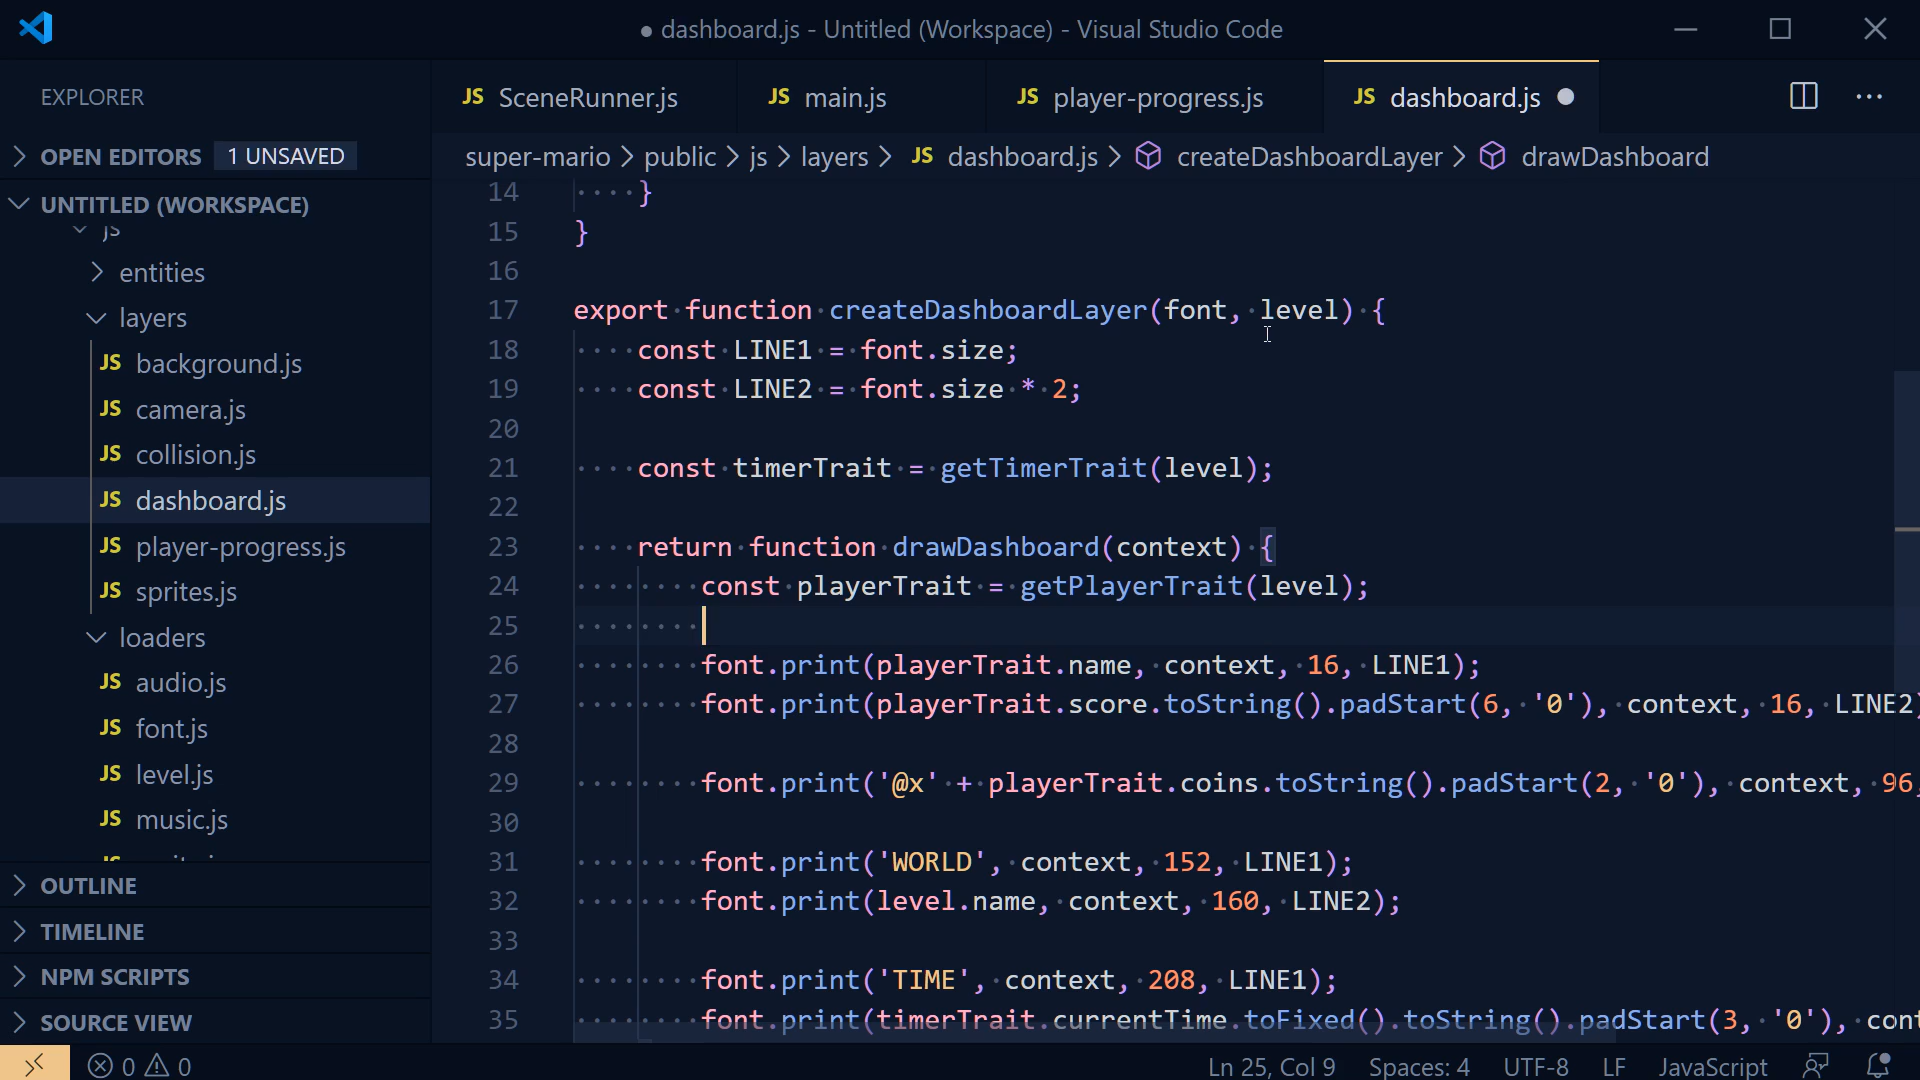 ● dashboard.js - Untitled (Workspace) - Visual Studio Code
EXPLORER
OPEN EDITORS 1 UNSAVED
UNTITLED (WORKSPACE)
js
entities
layers
JS background.js
JS camera.js
JS collision.js
JS dashboard.js
JS player-progress.js
JS sprites.js
loaders
JS audio.js
JS font.js
JS level.js
JS music.js
OUTLINE
TIMELINE
NPM SCRIPTS
SOURCE VIEW
JS SceneRunner.js JS main.js JS player-progress.js JS dashboard.js ●
super-mario > public > js > layers > JS dashboard.js > createDashboardLayer > drawDashboard
14 }
15 }
16
17 export function createDashboardLayer(font, level) {
18 const LINE1 = font.size;
19 const LINE2 = font.size * 2;
20
21 const timerTrait = getTimerTrait(level);
22
23 return function drawDashboard(context) {
24 const playerTrait = getPlayerTrait(level);
25
26 font.print(playerTrait.name, context, 16, LINE1);
27 font.print(playerTrait.score.toString().padStart(6, '0'), context, 16, LINE2)
28
29 font.print('@x' + playerTrait.coins.toString().padStart(2, '0'), context, 96,
30
31 font.print('WORLD', context, 152, LINE1);
32 font.print(level.name, context, 160, LINE2);
33
34 font.print('TIME', context, 208, LINE1);
35 font.print(timerTrait.currentTime.toFixed().toString().padStart(3, '0'), cont
0 0 Ln 25, Col 9 Spaces: 4 UTF-8 LF JavaScript